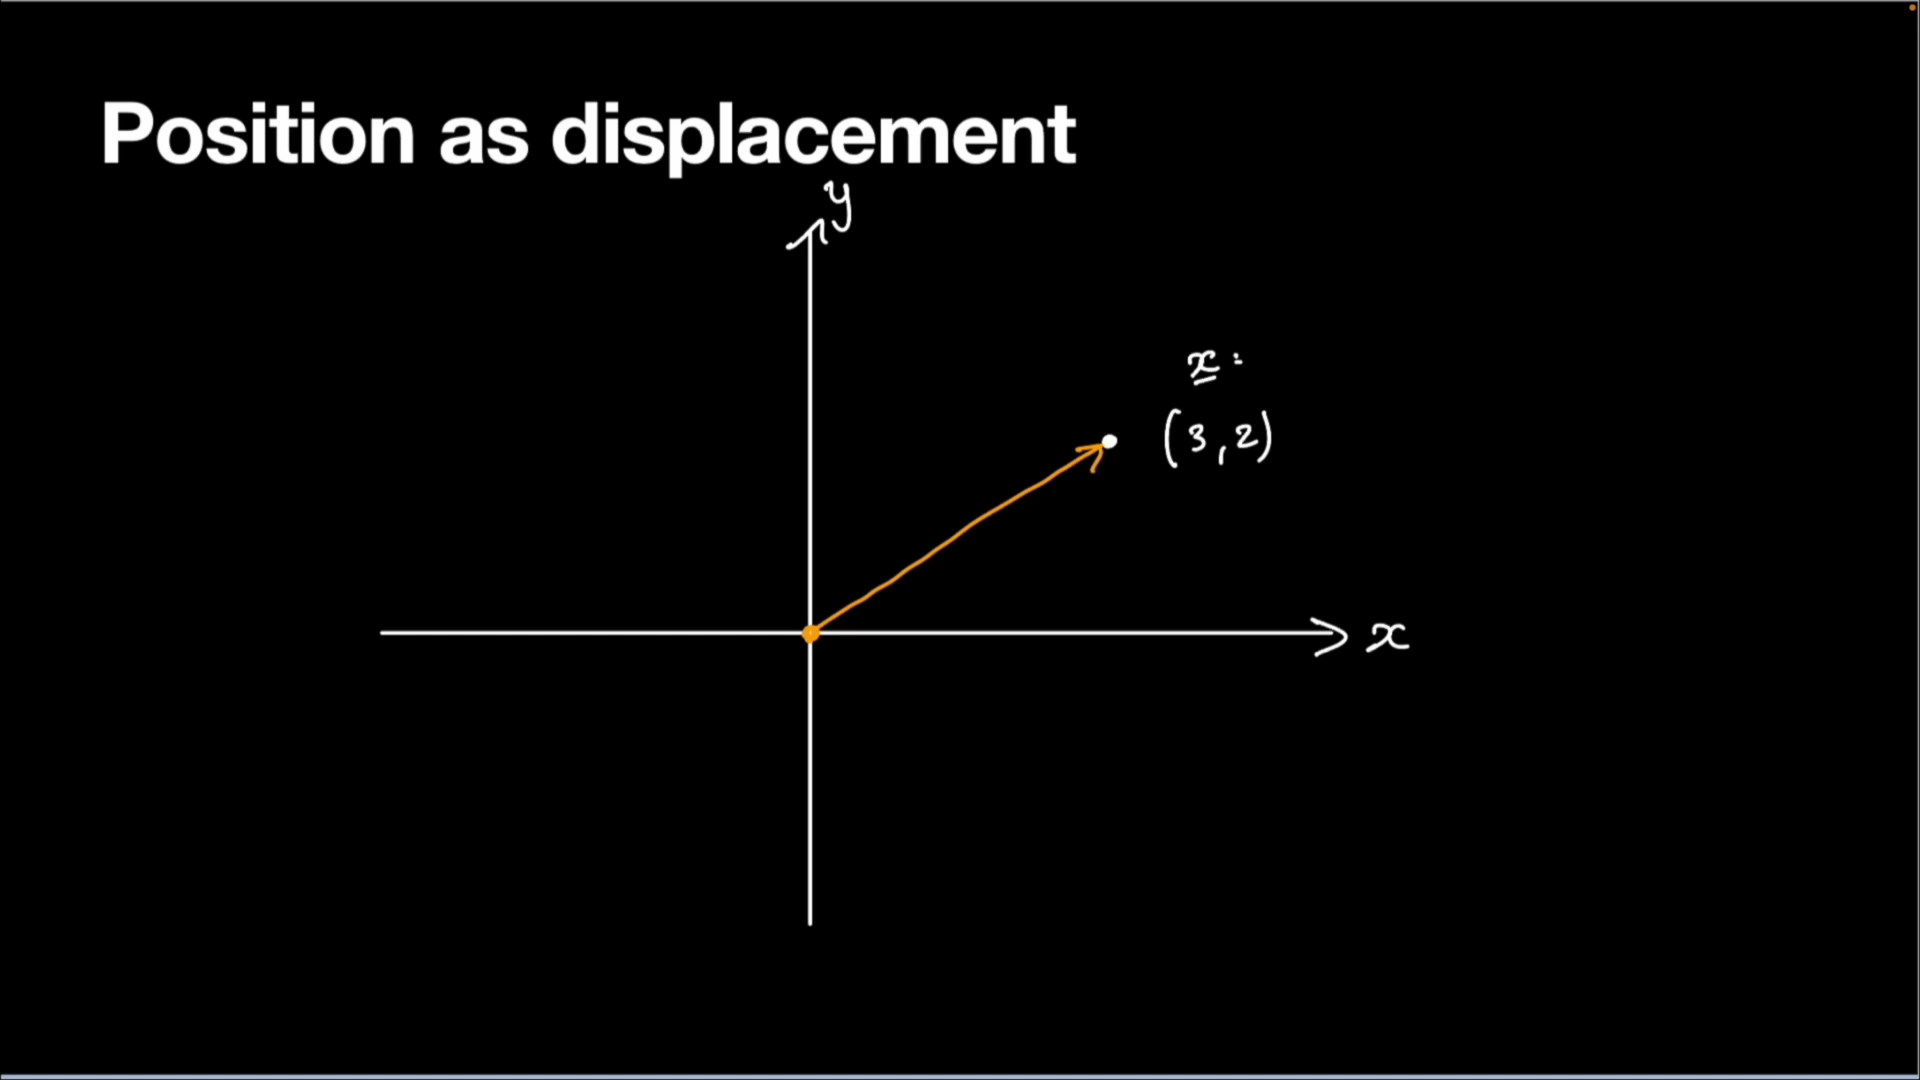 Position as displacement
y
x =
(3,2)
x